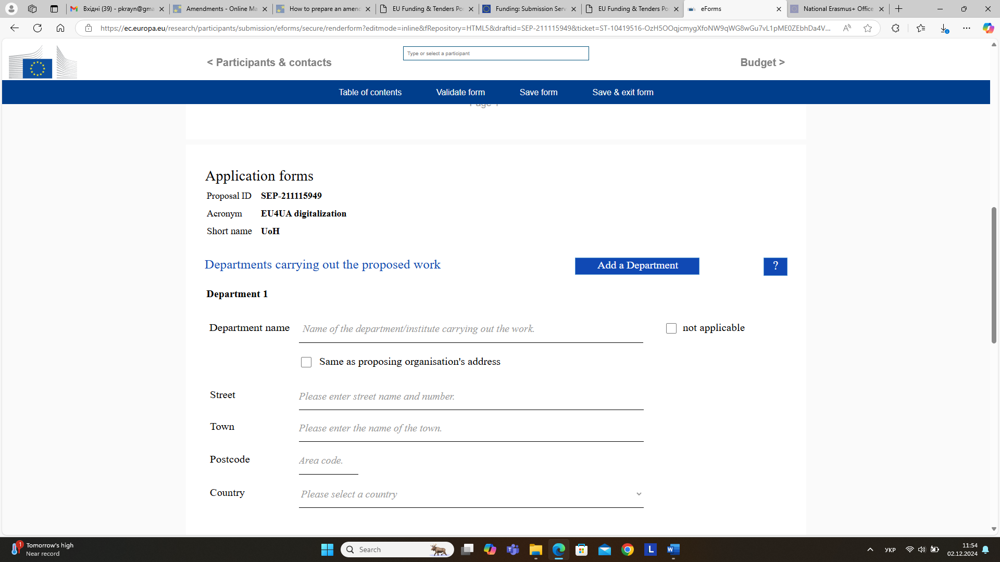 Вхідні (39) - pkrayn@gma
Amendments - Online Ma
How to prepare an amend
EU Funding & Tenders Po
Funding: Submission Serv
EU Funding & Tenders Po
eForms
National Erasmus+ Office
https://ec.europa.eu/research/participants/submission/eforms/secure/renderform?editmode=inline&fRepository=HTML5&draftid=SEP-211115949&ticket=ST-10419516-OzH5OOqjcmygXfoNW9qWG8wGu7vL1pME0ZEbhDa4V...
Type or select a participant
< Participants & contacts
Budget >
Table of contents
Validate form
Save form
Save & exit form
Page 1
Application forms
Proposal ID SEP-211115949
Acronym EU4UA digitalization
Short name UoH
Departments carrying out the proposed work
Add a Department
?
Department 1
Department name Name of the department/institute carrying out the work.
not applicable
Same as proposing organisation's address
Street Please enter street name and number.
Town Please enter the name of the town.
Postcode Area code.
Country Please select a country
1
Tomorrow's high
Near record
Search
L
W
УКР
11:54
02.12.2024